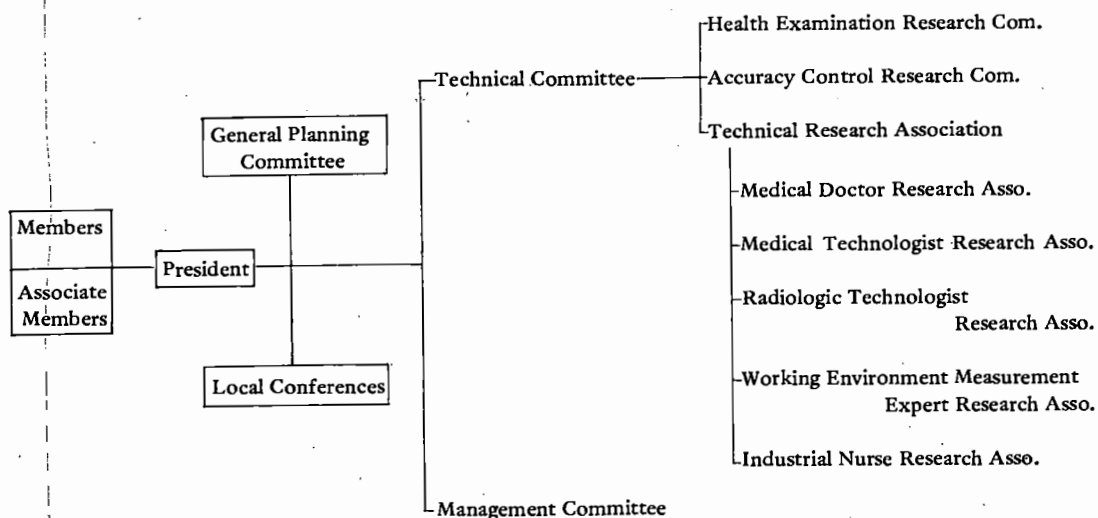 Health Examination Research Com.
Technical Committee
Accuracy Control Research Com.
Technical Research Association
General Planning
Committee
Medical Doctor Research Asso.
Members
Medical Technologist Research Asso.
President
Associate
Members
Radiologic Technologist
Research Asso.
Local Conferences
Working Environment Measurement
Expert Research Asso.
Industrial Nurse Research Asso.
Management Committee